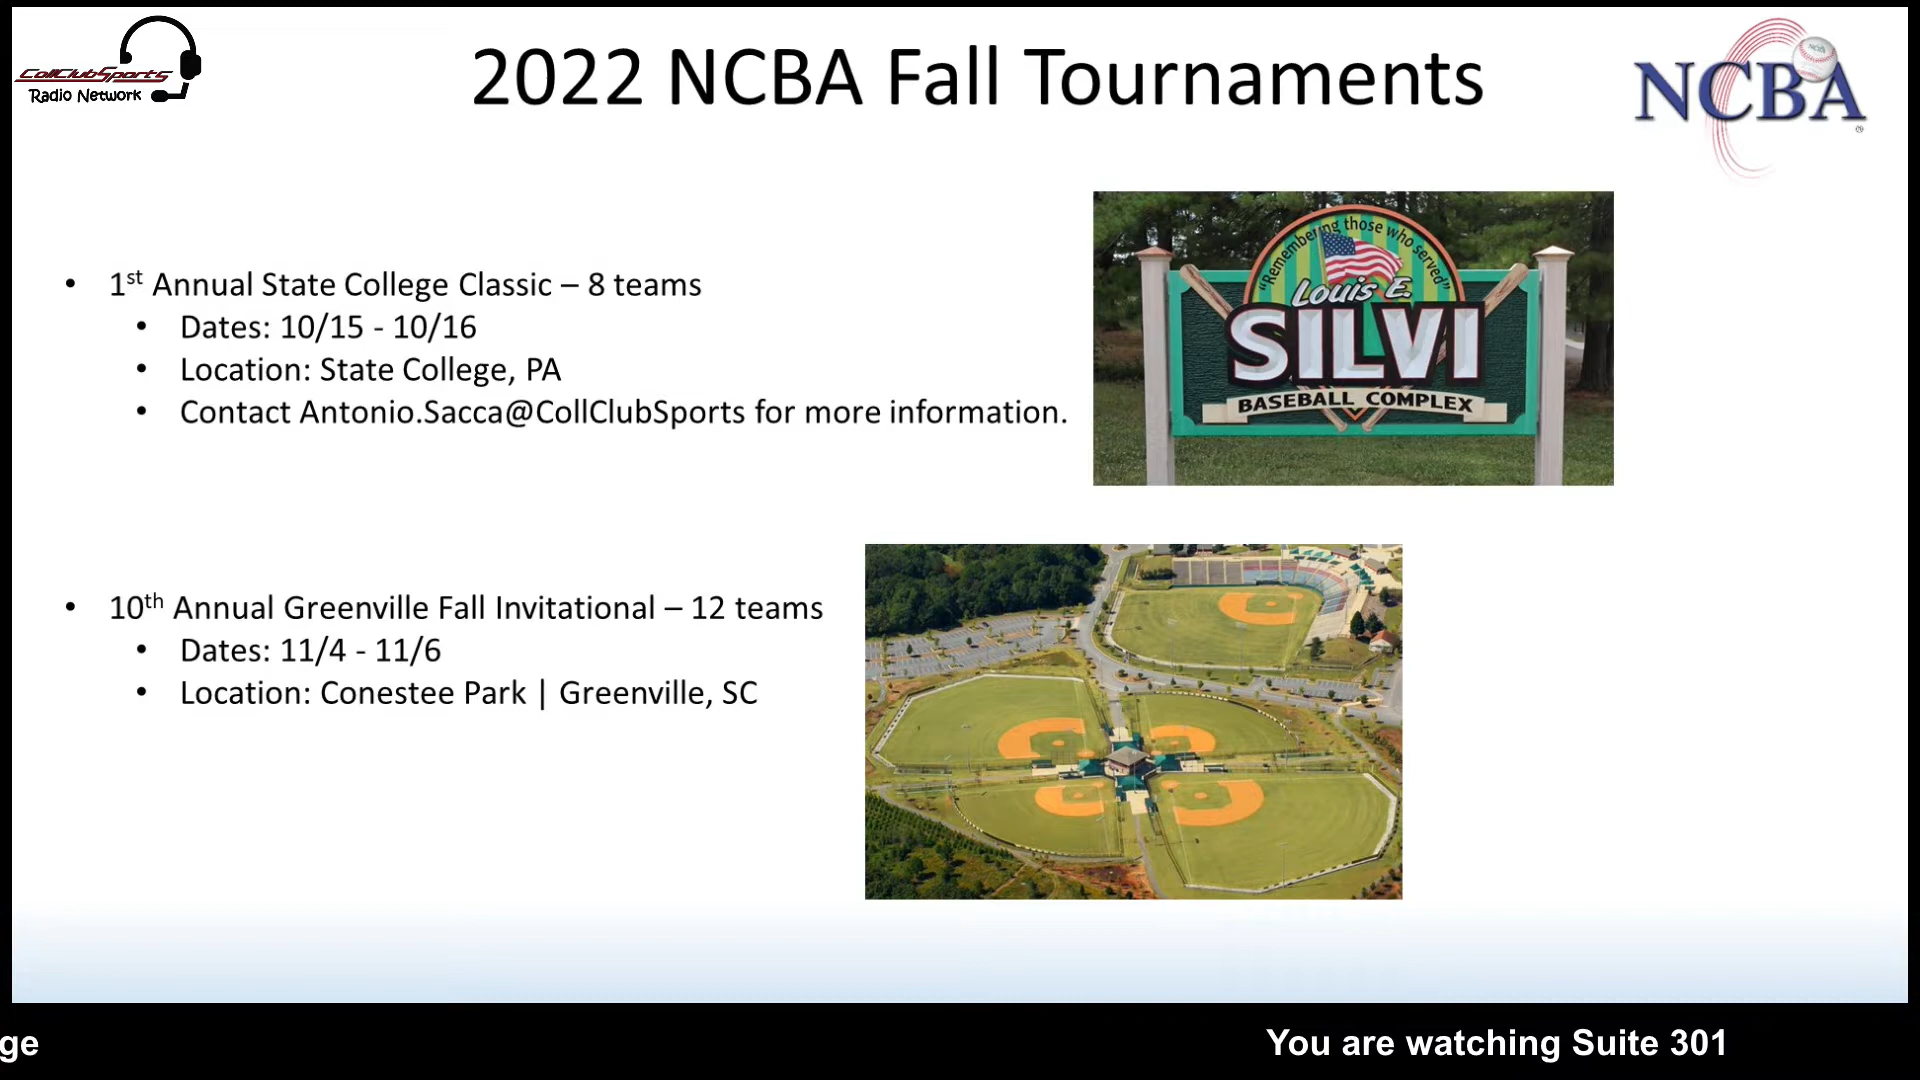 CollClubSports
Radio Network
2022 NCBA Fall Tournaments
NCBA
NCBA
®
• 1st Annual State College Classic – 8 teams
• Dates: 10/15 - 10/16
• Location: State College, PA
• Contact Antonio.Sacca@CollClubSports for more information.
"Remembering those who served"
Louis E.
SILVI
BASEBALL COMPLEX
• 10th Annual Greenville Fall Invitational – 12 teams
• Dates: 11/4 - 11/6
• Location: Conestee Park | Greenville, SC
ge
You are watching Suite 301